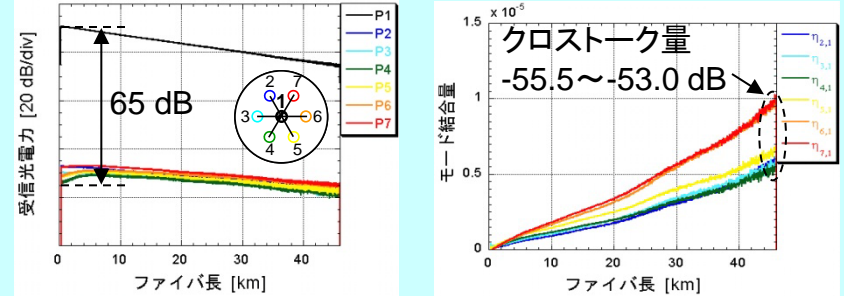 受信光電力 [20 dB/div]
65 dB
2 7
3 1 6
4 5
P1
P2
P3
P4
P5
P6
P7
0 10 20 30 40
ファイバ長 [km]
x 10⁻⁵
モード結合量
1.5
1.0
0.5
0
クロストーク量
-55.5～-53.0 dB
η2,1
η3,1
η4,1
η5,1
η6,1
η7,1
0 10 20 30 40
ファイバ長 [km]